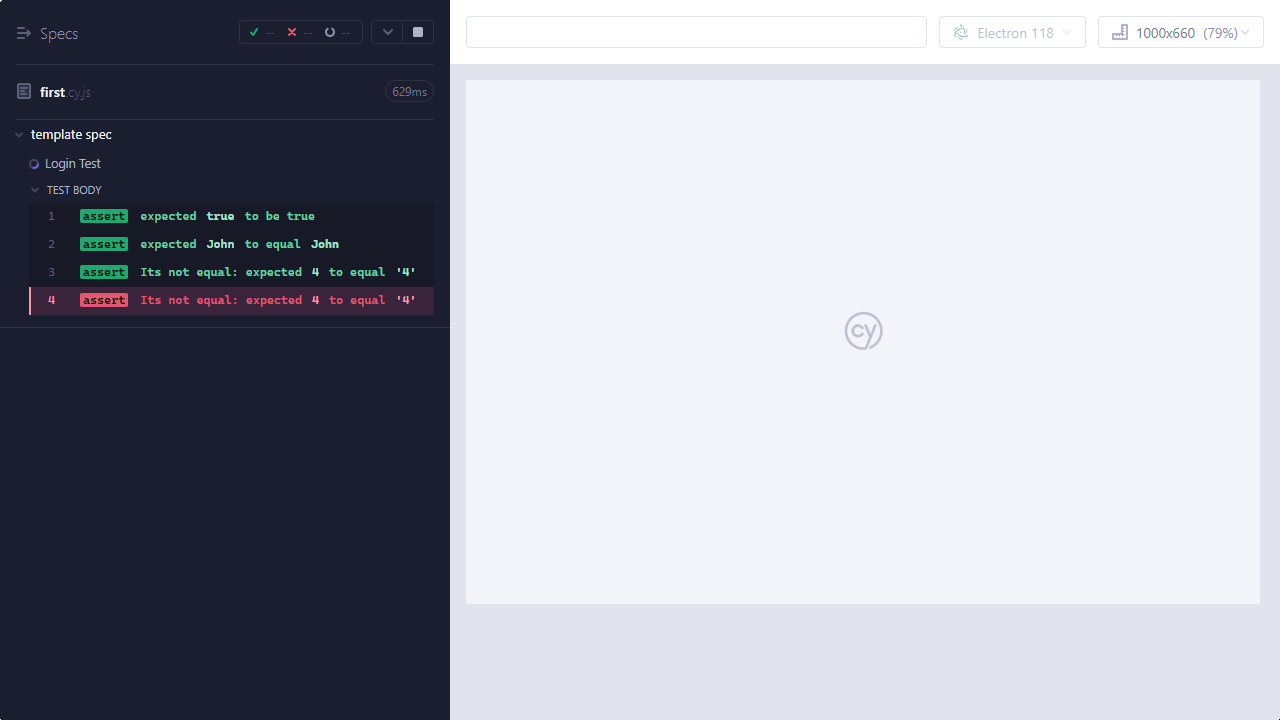 Specs -- -- --
first.cy.js 629ms
template spec
Login Test
TEST BODY
1 assert expected true to be true
2 assert expected John to equal John
3 assert Its not equal: expected 4 to equal '4'
4 assert Its not equal: expected 4 to equal '4'
Electron 118 1000x660 (79%)
cy